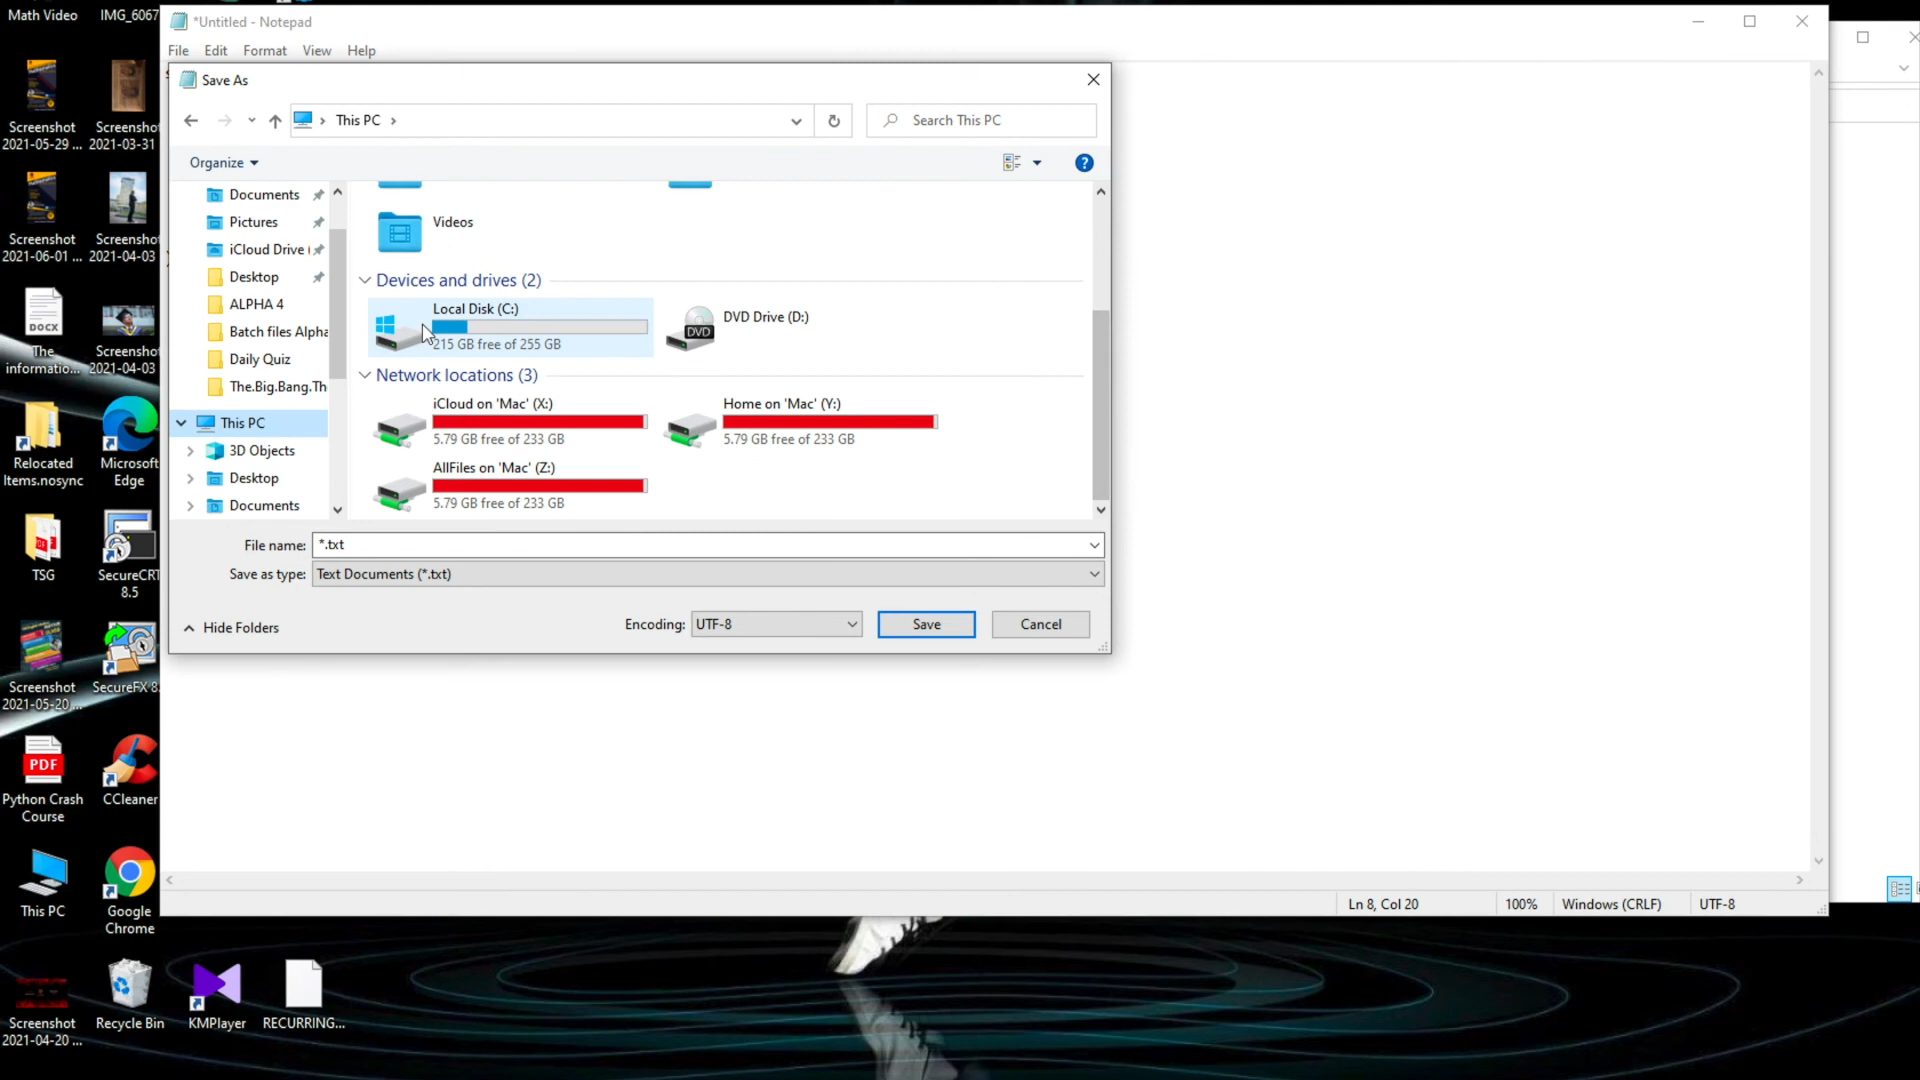 Math Video
IMG_6067
*Untitled - Notepad
File Edit Format View Help
Save As
This PC
Search This PC
Organize
Documents
Pictures
iCloud Drive (
Desktop
ALPHA 4
Batch files Alpha
Daily Quiz
The.Big.Bang.Th
This PC
3D Objects
Desktop
Documents
Videos
Devices and drives (2)
Local Disk (C:)
215 GB free of 255 GB
DVD Drive (D:)
DVD
Network locations (3)
iCloud on 'Mac' (X:)
5.79 GB free of 233 GB
Home on 'Mac' (Y:)
5.79 GB free of 233 GB
AllFiles on 'Mac' (Z:)
5.79 GB free of 233 GB
File name: *.txt
Save as type: Text Documents (*.txt)
Hide Folders
Encoding: UTF-8
Save
Cancel
Ln 8, Col 20
100%
Windows (CRLF)
UTF-8
Screenshot
2021-05-29 ...
Screenshot
2021-03-31
Screenshot
2021-06-01 ...
Screenshot
2021-04-03
DOCX
The
informatio...
Screenshot
2021-04-03
Relocated
Items.nosync
Microsoft
Edge
TSG
SecureCRT
8.5
Screenshot
2021-05-20 ...
SecureFX 8.
PDF
Python Crash
Course
CCleaner
This PC
Google
Chrome
Screenshot
2021-04-20 ...
Recycle Bin
KMPlayer
RECURRING...